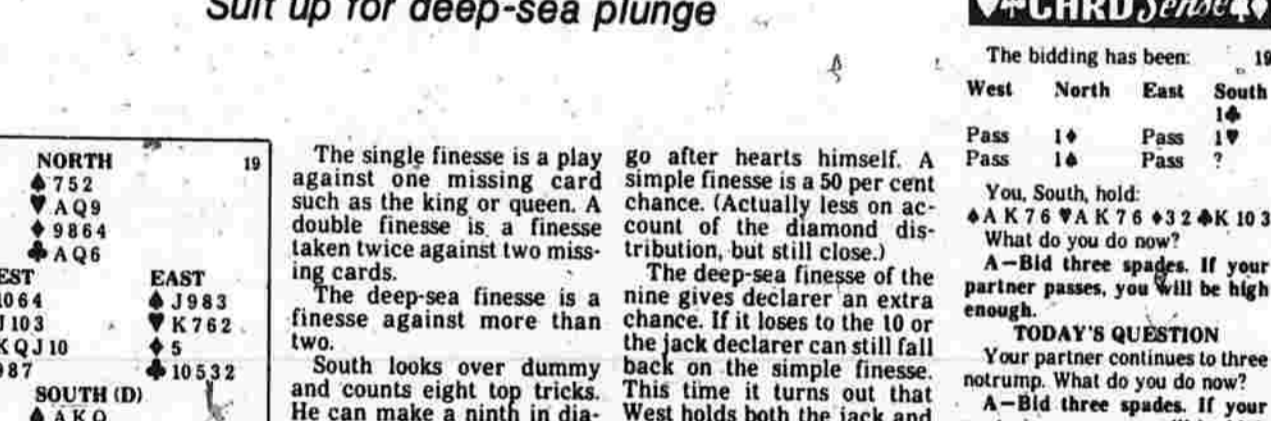 Suit up for deep-sea plunge
NORTH 19
♠ 7 5 2
♥ A Q 9
♦ 9 8 6 4
♣ A Q 6
EAST
♠ J 9 8 3
♥ K 7 6 2
♦ 5
♣ 10 5 3 2
SOUTH (D)
♠ A K Q
The single finesse is a play
against one missing card
such as the king or queen. A
double finesse is a finesse
taken twice against two miss-
ing cards.
The deep-sea finesse is a
finesse against more than
two.
South looks over dummy
and counts eight top tricks.
He can make a ninth in dia-
go after hearts himself. A
simple finesse is a 50 per cent
chance. (Actually less on ac-
count of the diamond dis-
tribution, but still close.)
The deep-sea finesse of the
nine gives declarer an extra
chance. If it loses to the 10 or
the jack declarer can still fall
back on the simple finesse.
This time it turns out that
West holds both the jack and
♥♣CARD Sense♠♦
The bidding has been: 19
West North East South
1♣
Pass 1♦ Pass 1♥
Pass 1♠ Pass ?
You, South, hold:
♠A K 7 6 ♥A K 7 6 ♦3 2 ♣K 10 3
What do you do now?
A—Bid three spades. If your
partner passes, you will be high
enough.
TODAY'S QUESTION
Your partner continues to three
notrump. What do you do now?
A—Bid three spades. If your